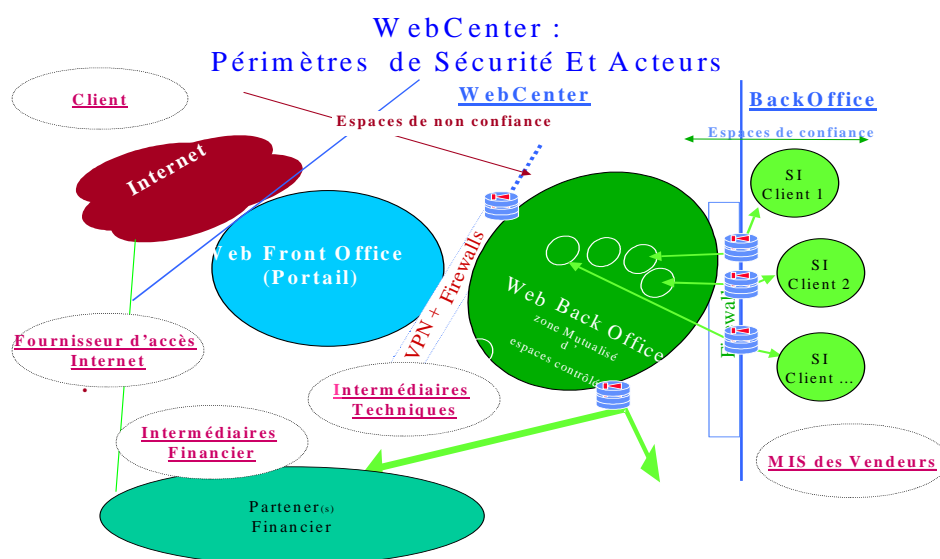 WebCenter :
Périmètres de Sécurité Et Acteurs
Client
WebCenter
BackOffice
Espaces de non confiance
Espaces de confiance
Internet
SI
Client 1
Web Front Office
(Portail)
VPN + Firewalls
Web Back Office
zone Mutualisé
d '
espaces contrôlé
Firewalls
SI
Client 2
Fournisseur d'accès
Internet
SI
Client ...
Intermédiaires
Techniques
Intermédiaires
Financier
MIS des Vendeurs
Partener(s)
Financier